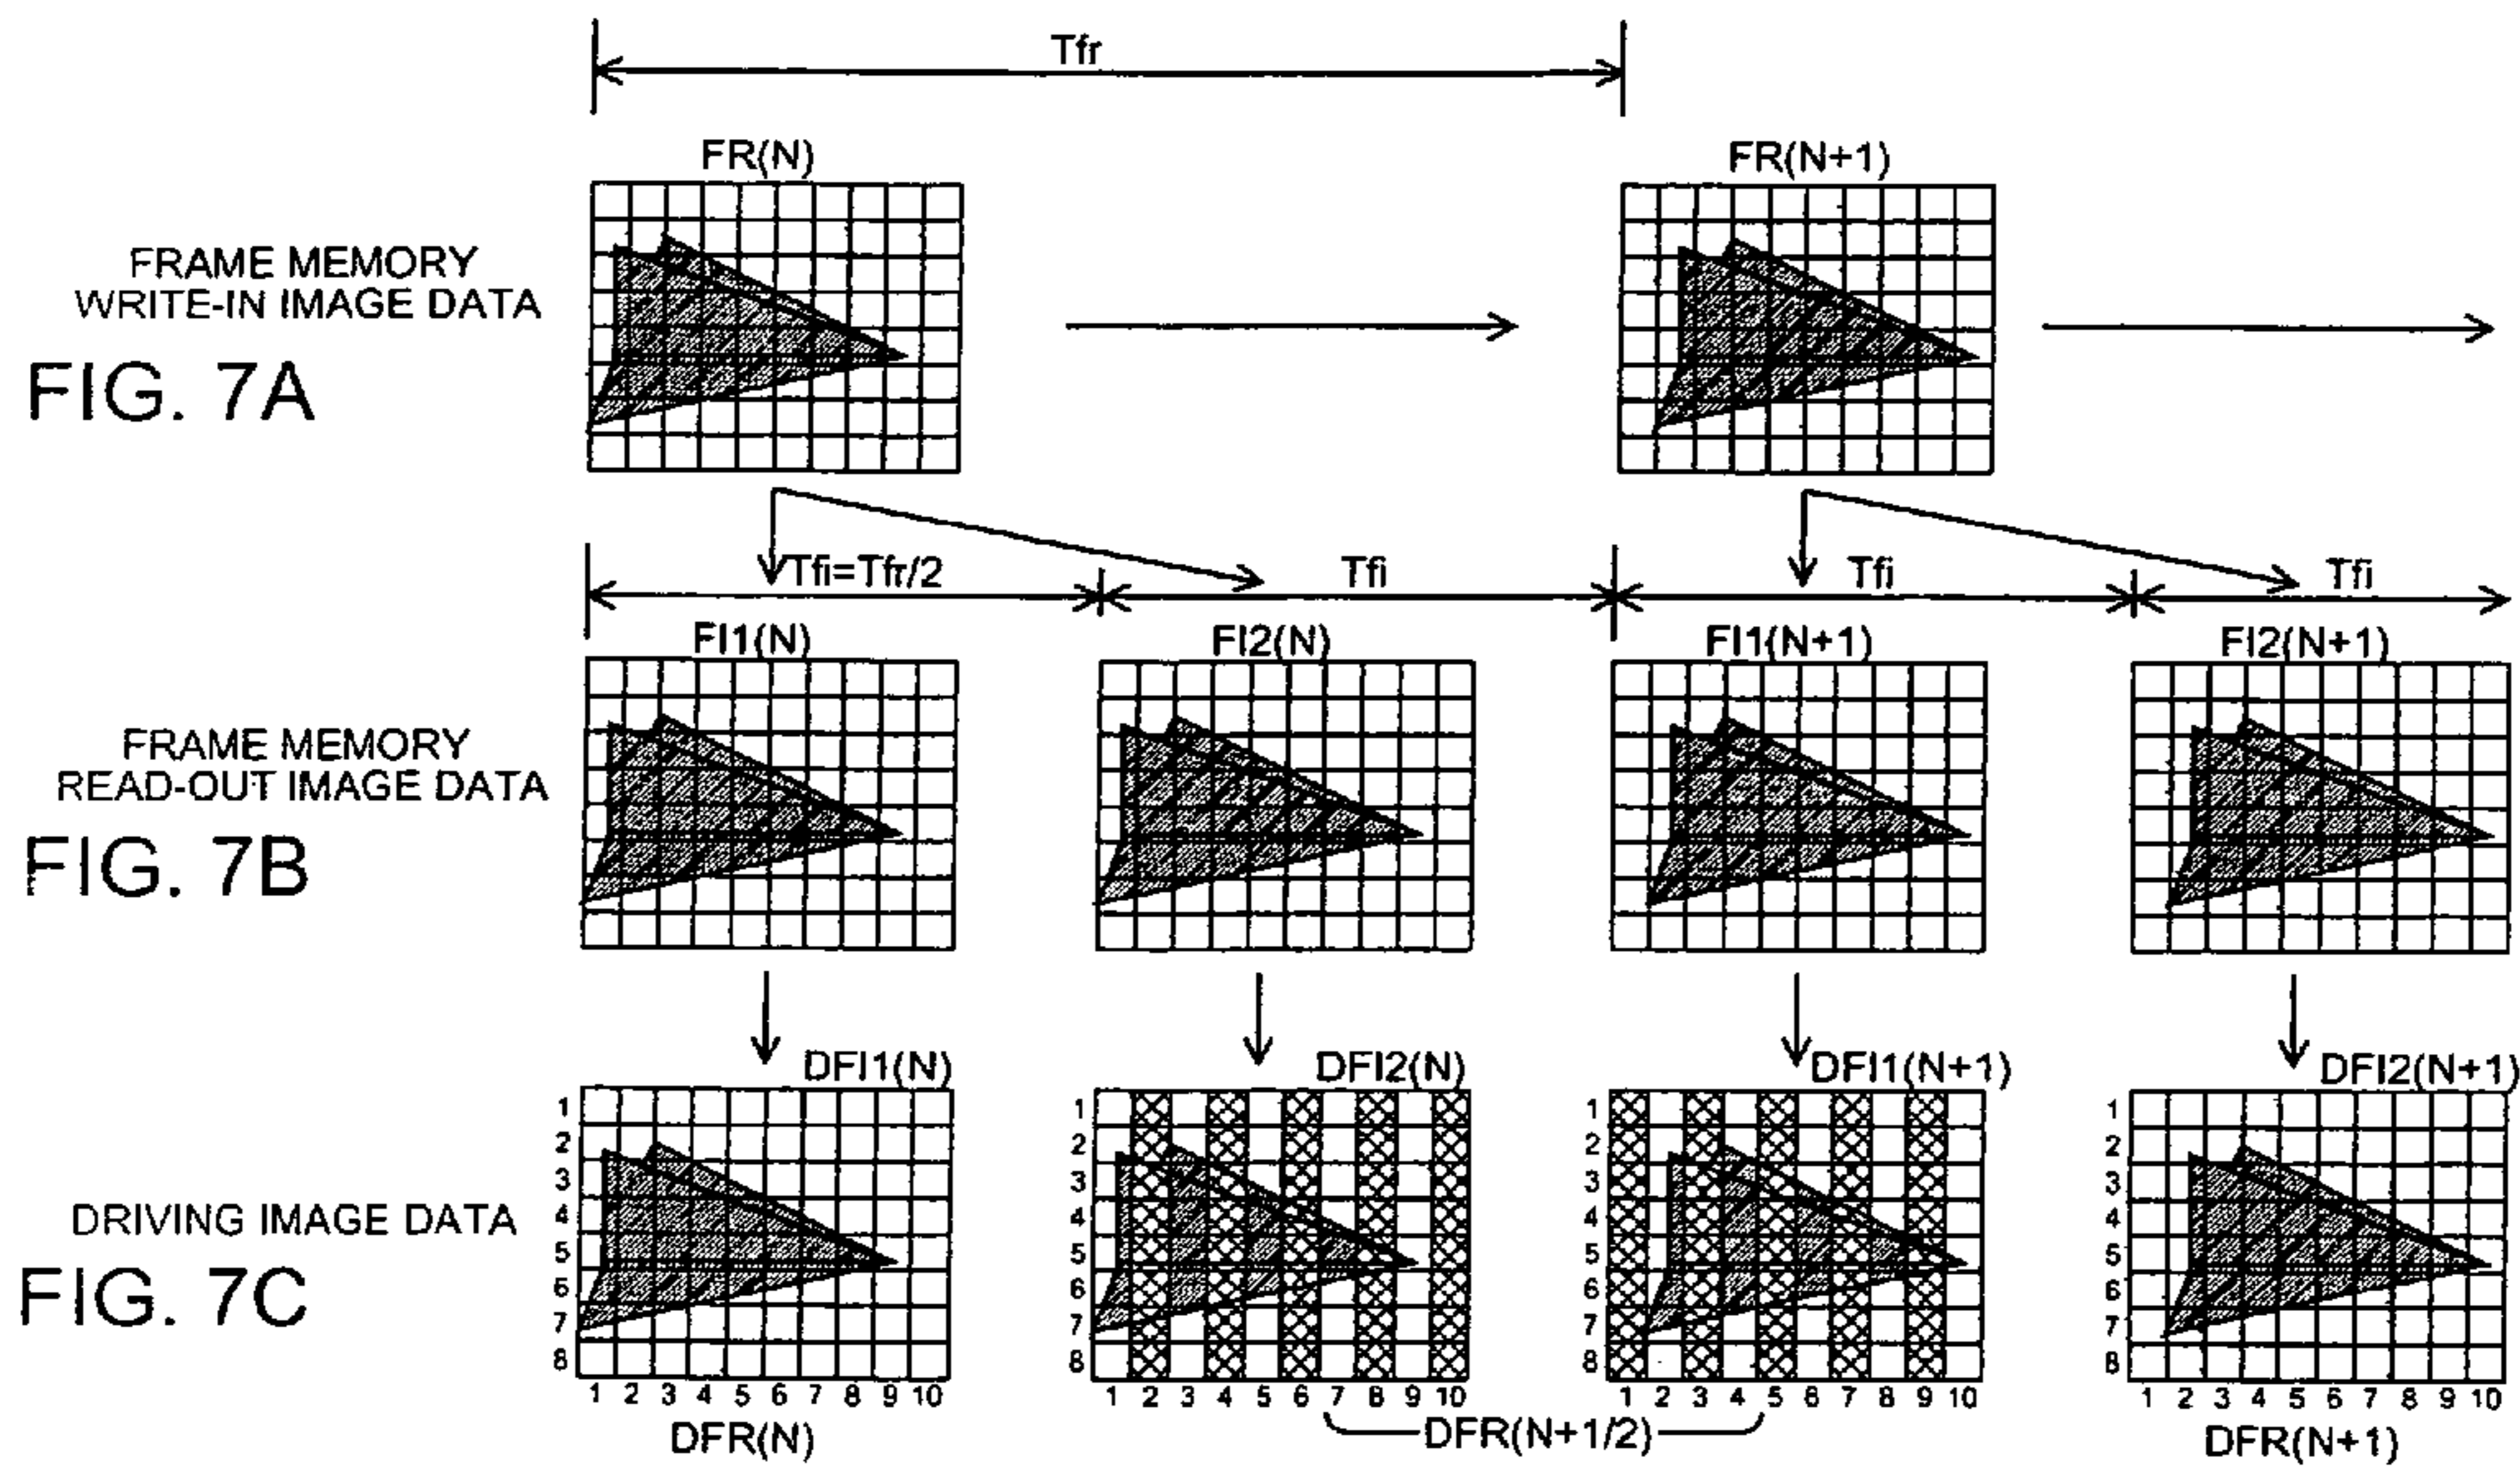 Tfr
FR(N) FR(N+1)
FRAME MEMORY
WRITE-IN IMAGE DATA
FIG. 7A
Tfi=Tfr/2 Tfi Tfi Tfi
FI1(N) FI2(N) FI1(N+1) FI2(N+1)
FRAME MEMORY
READ-OUT IMAGE DATA
FIG. 7B
DFI1(N) DFI2(N) DFI1(N+1) DFI2(N+1)
1 1 1 1
2 2 2 2
3 3 3 3
4 4 4 4
DRIVING IMAGE DATA
5 5 5 5
FIG. 7C
6 6 6 6
7 7 7 7
8 8 8 8
1 2 3 4 5 6 7 8 9 10 1 2 3 4 5 6 7 8 9 10 1 2 3 4 5 6 7 8 9 10 1 2 3 4 5 6 7 8 9 10
DFR(N) DFR(N+1/2) DFR(N+1)